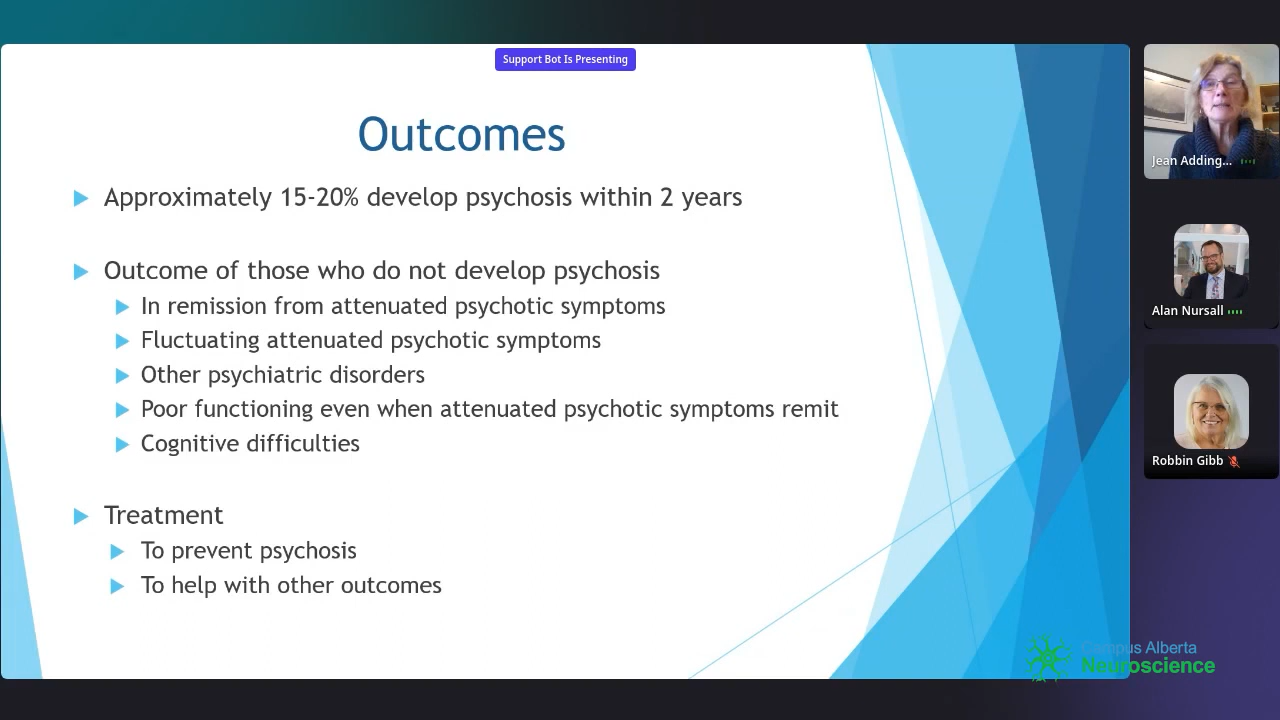 Support Bot Is Presenting
Outcomes
Approximately 15-20% develop psychosis within 2 years
Outcome of those who do not develop psychosis
In remission from attenuated psychotic symptoms
Fluctuating attenuated psychotic symptoms
Other psychiatric disorders
Poor functioning even when attenuated psychotic symptoms remit
Cognitive difficulties
Treatment
To prevent psychosis
To help with other outcomes
Jean Adding...
Alan Nursall
Robbin Gibb
Campus Alberta
Neuroscience